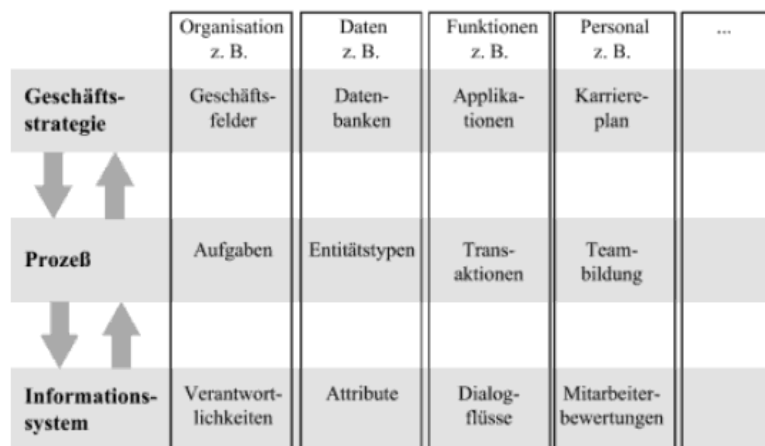 Organisation Daten Funktionen Personal ...
z. B. z. B. z. B. z. B.
Geschäfts- Geschäfts- Daten- Applika- Karriere-
strategie felder banken tionen plan
Prozeß Aufgaben Entitätstypen Trans- Team-
aktionen bildung
Informations- Verantwort- Attribute Dialog- Mitarbeiter-
system lichkeiten flüsse bewertungen